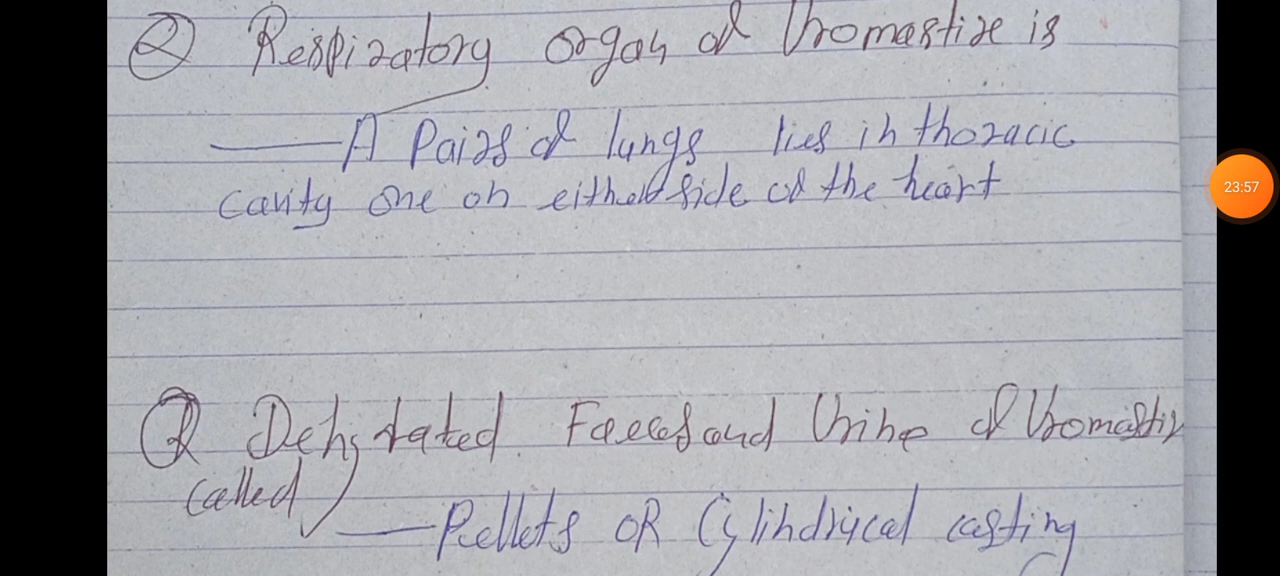 Q Respiratory organ of Uromastix is
— A Pairs of lungs lies in thoracic
cavity one on either side of the heart
Q Dehydrated Faeces and Urine of Uromastix
called
— Pellets OR Cylindrical casting
23:57